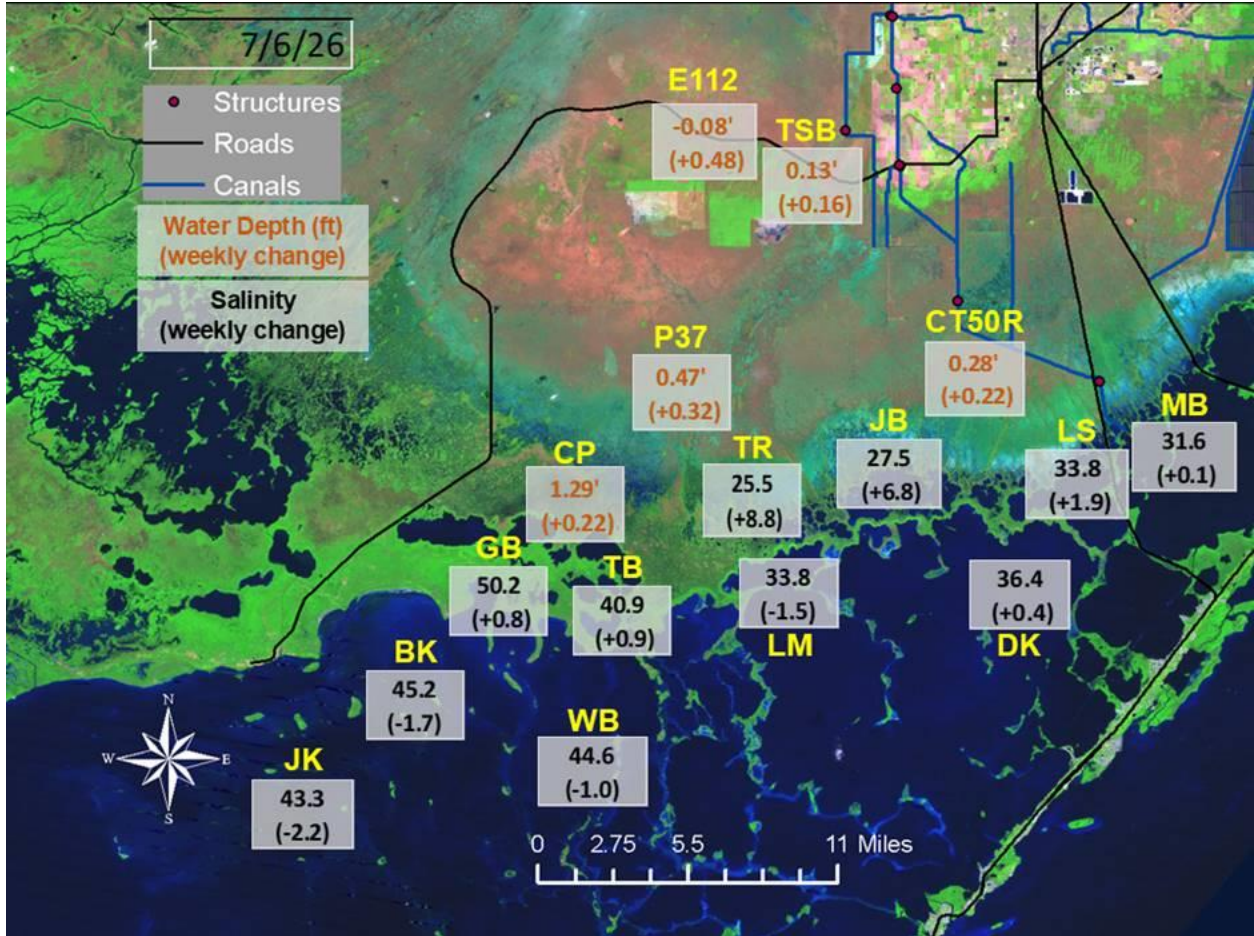 7/6/26
Structures
Roads
Canals
Water Depth (ft)
(weekly change)
Salinity
(weekly change)
E112
-0.08'
(+0.48)
TSB
0.13'
(+0.16)
P37
0.47'
(+0.32)
CT50R
0.28'
(+0.22)
CP
1.29'
(+0.22)
TR
25.5
(+8.8)
JB
27.5
(+6.8)
LS
33.8
(+1.9)
MB
31.6
(+0.1)
GB
50.2
(+0.8)
TB
40.9
(+0.9)
33.8
(-1.5)
LM
36.4
(+0.4)
DK
BK
45.2
(-1.7)
WB
44.6
(-1.0)
JK
43.3
(-2.2)
N
W
E
S
0 2.75 5.5 11 Miles